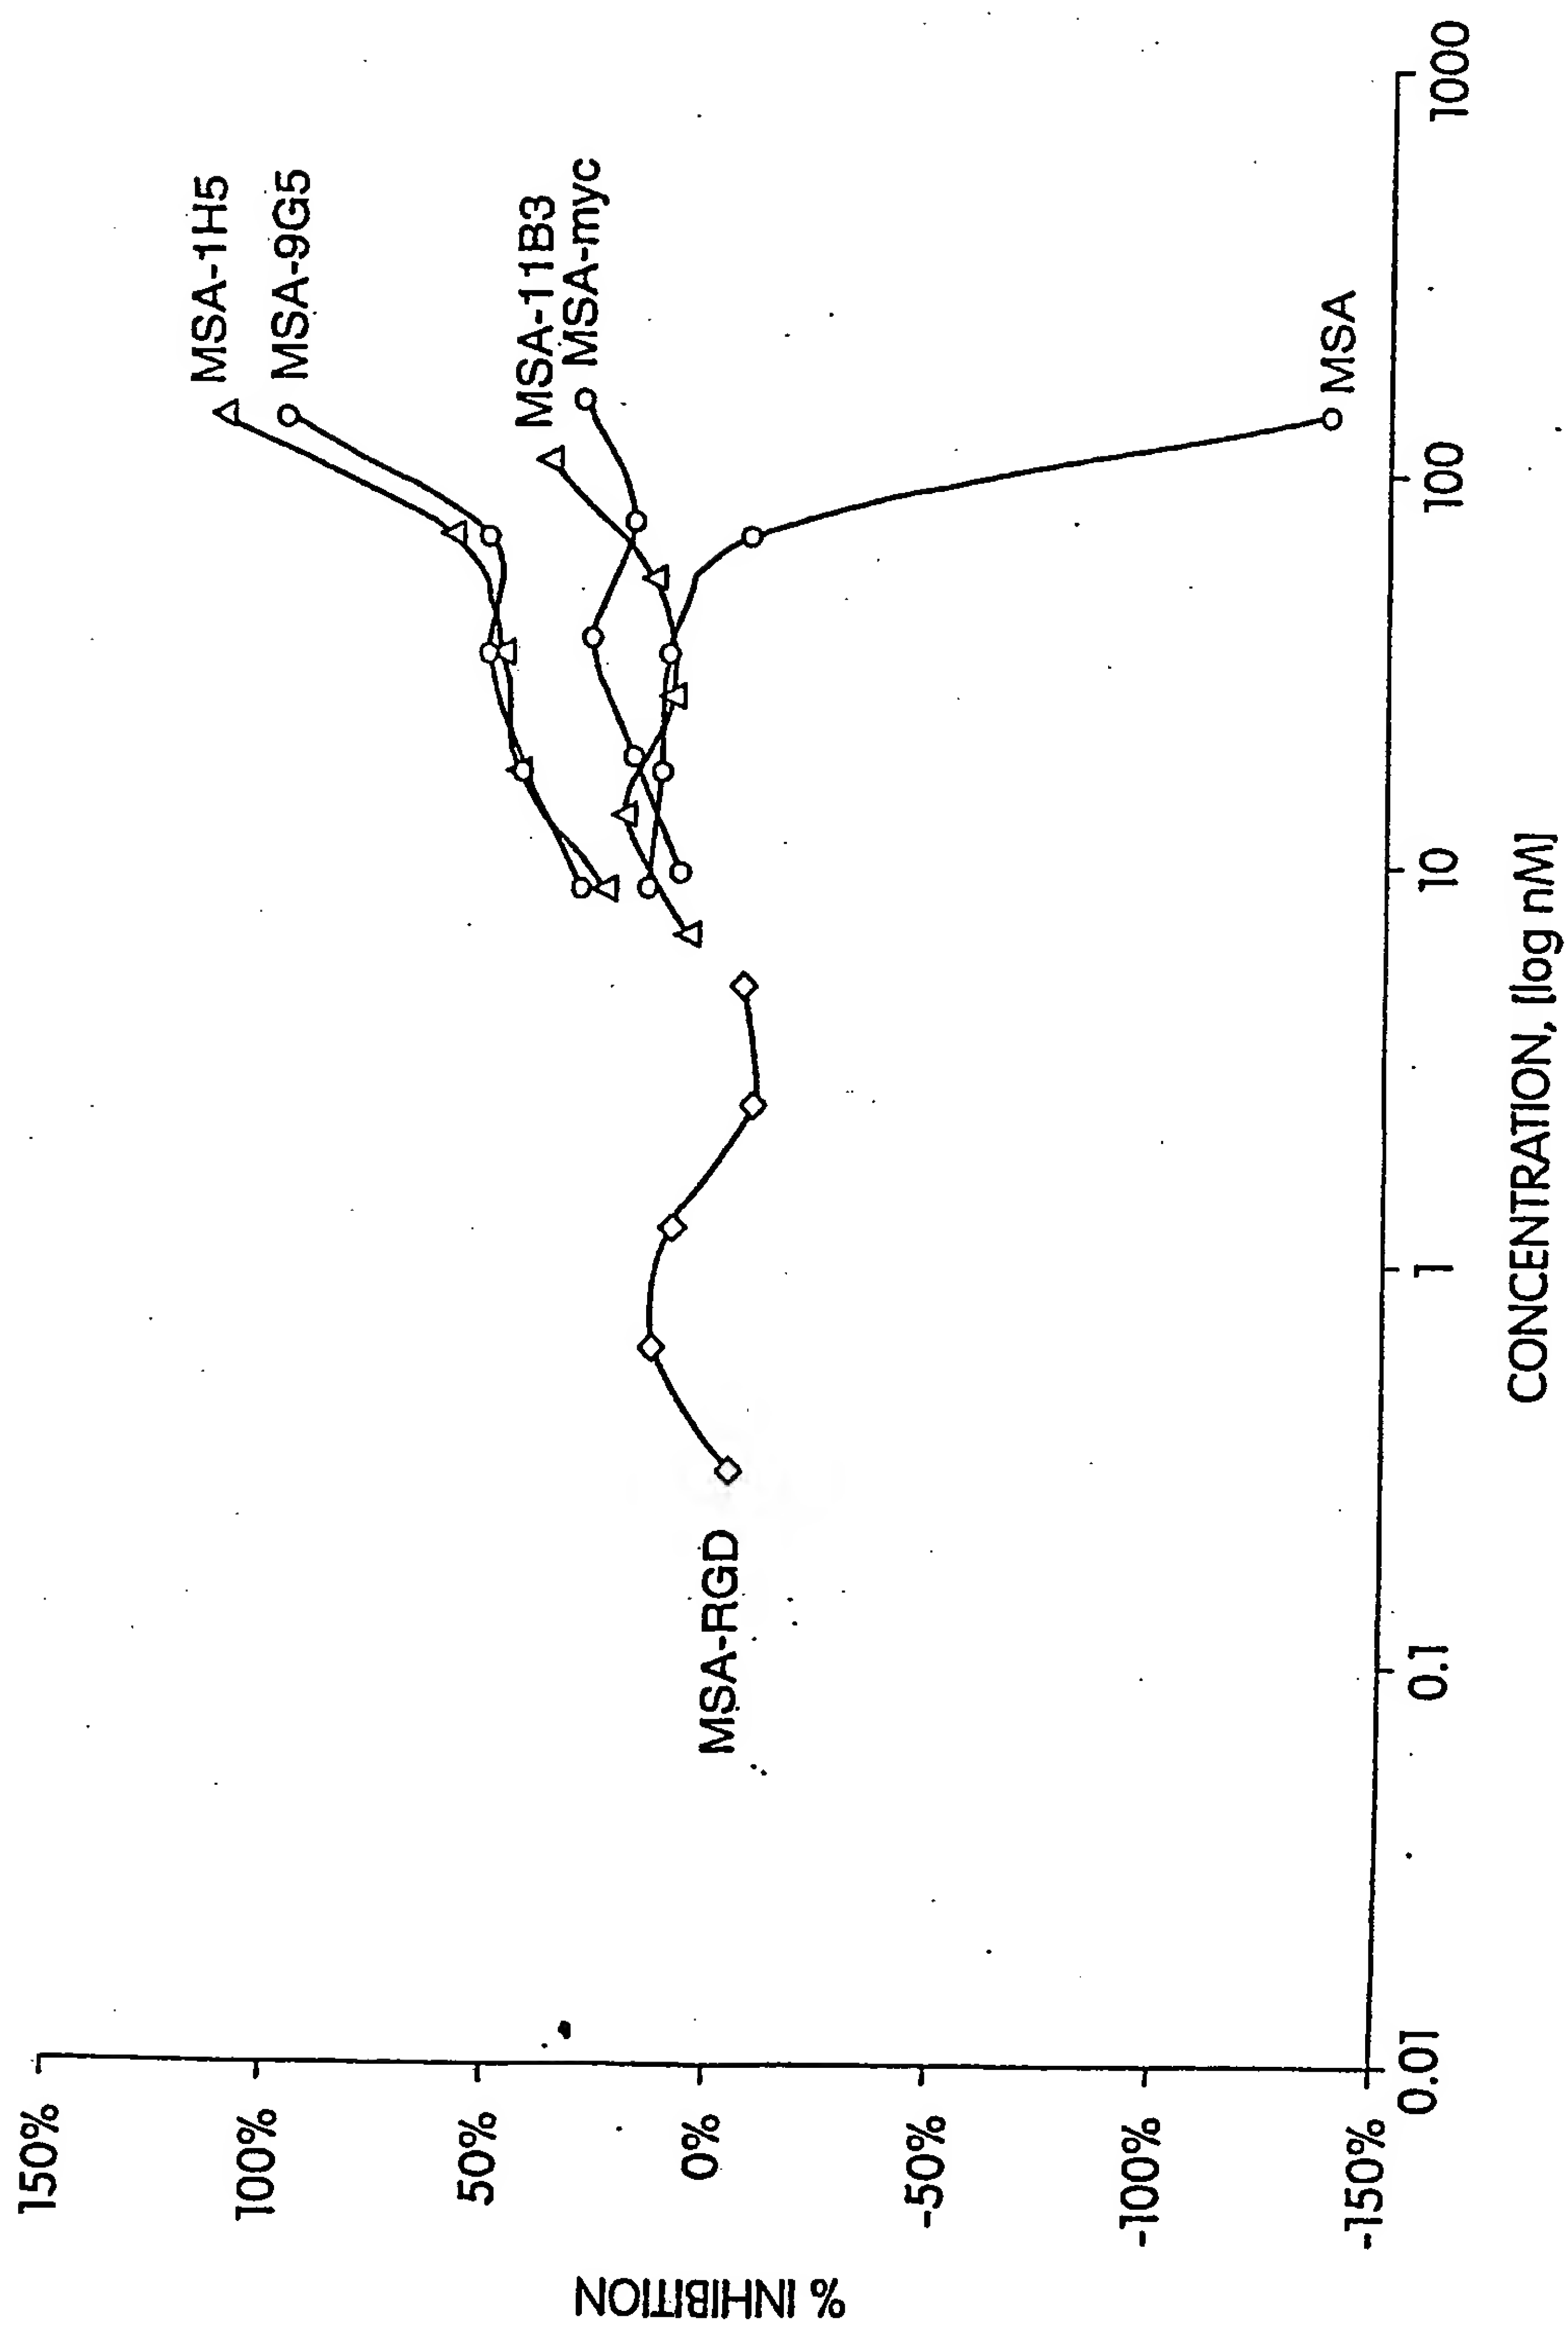 150%
100%
50%
0%
-50%
-100%
-150%
% INHIBITION
0.01
0.1
1
10
100
1000
CONCENTRATION, [log nM]
MSA-1H5
MSA-9G5
MSA-11B3
MSA-myc
MSA
MSA-RGD